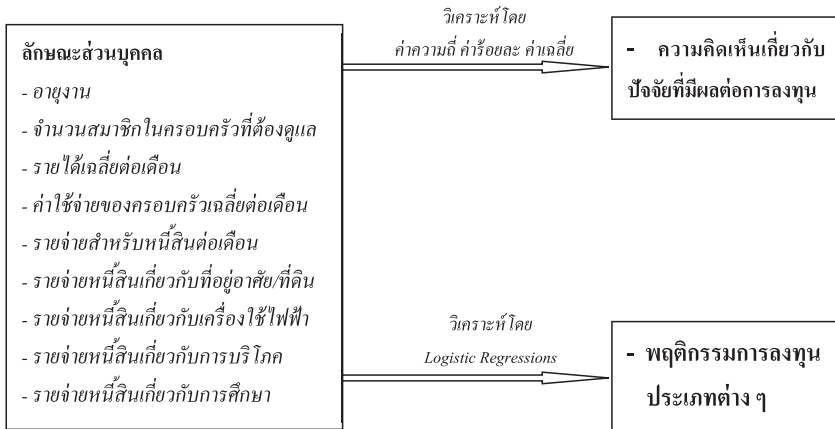 ลักษณะส่วนบุคคล
- อายุงาน
- จำนวนสมาชิกในครอบครัวที่ต้องดูแล
- รายได้เฉลี่ยต่อเดือน
- ค่าใช้จ่ายของครอบครัวเฉลี่ยต่อเดือน
- รายจ่ายสำหรับหนี้สินต่อเดือน
- รายจ่ายหนี้สินเกี่ยวกับที่อยู่อาศัย/ที่ดิน
- รายจ่ายหนี้สินเกี่ยวกับเครื่องใช้ไฟฟ้า
- รายจ่ายหนี้สินเกี่ยวกับการบริโภค
- รายจ่ายหนี้สินเกี่ยวกับการศึกษา
วิเคราะห์โดย
ค่าความถี่ ค่าร้อยละ ค่าเฉลี่ย
- ความคิดเห็นเกี่ยวกับ
ปัจจัยที่มีผลต่อการลงทุน
วิเคราะห์โดย
Logistic Regressions
- พฤติกรรมการลงทุน
ประเภทต่าง ๆ